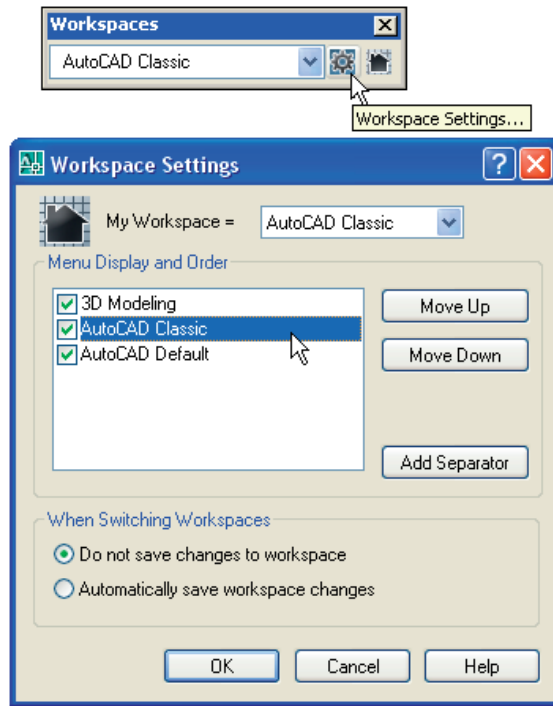 Workspaces
AutoCAD Classic
Workspace Settings...
Workspace Settings
My Workspace =
AutoCAD Classic
Menu Display and Order
3D Modeling
AutoCAD Classic
AutoCAD Default
Move Up
Move Down
Add Separator
When Switching Workspaces
Do not save changes to workspace
Automatically save workspace changes
OK
Cancel
Help